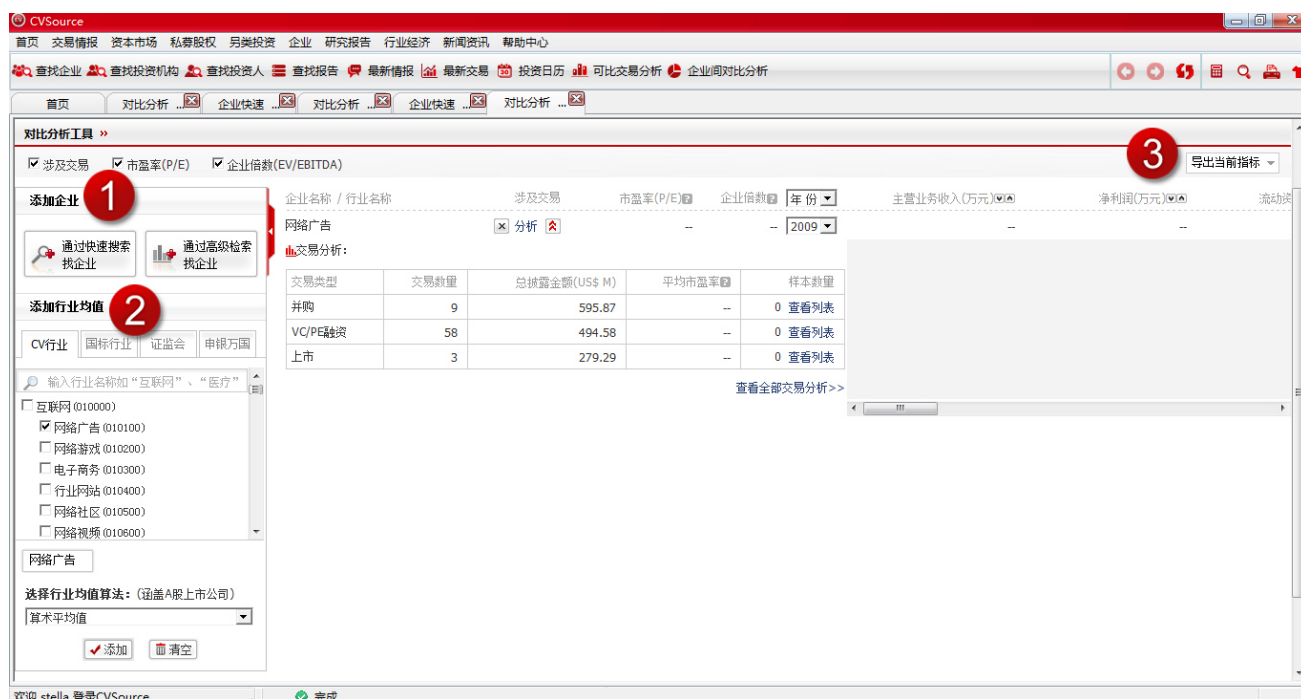 CVSource
首页 交易情报 资本市场 私募股权 另类投资 企业 研究报告 行业经济 新闻资讯 帮助中心
查找企业 查找投资机构 查找投资人 查找报告 最新情报 最新交易 投资日历 可比交易分析 企业间对比分析
首页 对比分析 ... 企业快速 ... 对比分析 ... 企业快速 ... 对比分析 ...
对比分析工具 »
涉及交易 市盈率(P/E) 企业倍数(EV/EBITDA) 3 导出当前指标
添加企业 1
通过快速搜索找企业 通过高级检索找企业
添加行业均值 2
CV行业 国标行业 证监会 申银万国
输入行业名称如“互联网”、“医疗”
互联网(010000)
网络广告(010100)
网络游戏(010200)
电子商务(010300)
行业网站(010400)
网络社区(010500)
网络视频(010600)
网络广告
选择行业均值算法:(涵盖A股上市公司)
算术平均值
添加 清空
企业名称 / 行业名称 涉及交易 市盈率(P/E) 企业倍数 年份 主营业务收入(万元) 净利润(万元) 流动资
网络广告 分析 -- -- 2009 -- --
交易分析:
交易类型 交易数量 总披露金额(US$ M) 平均市盈率 样本数量
并购 9 595.87 -- 0 查看列表
VC/PE融资 58 494.58 -- 0 查看列表
上市 3 279.29 -- 0 查看列表
查看全部交易分析>>
欢迎 stella 登录CVSource 完成